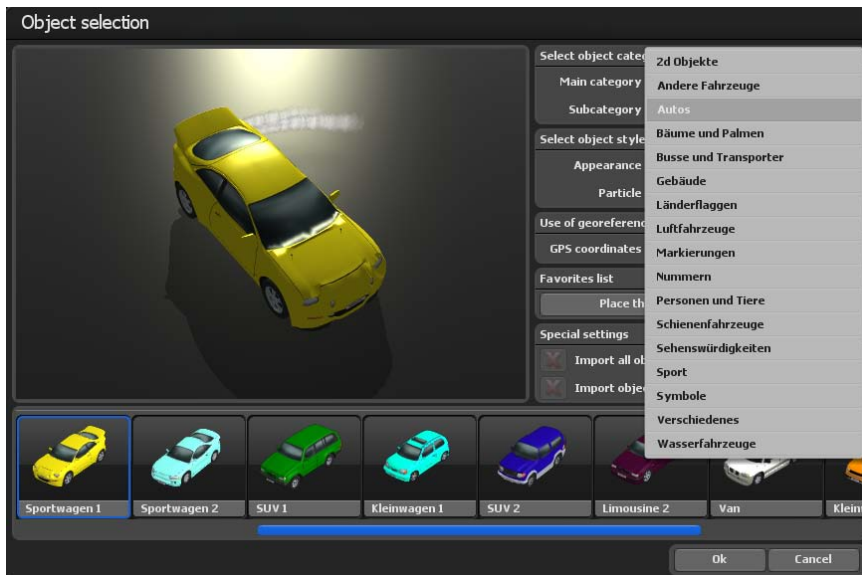 Object selection
Select object cate
Main category
Subcategory
Select object style
Appearance
Particle
Use of georeferenc
GPS coordinates
Favorites list
Place th
Special settings
Import all ob
Import objec
2d Objekte
Andere Fahrzeuge
Autos
Bäume und Palmen
Busse und Transporter
Gebäude
Länderflaggen
Luftfahrzeuge
Markierungen
Nummern
Personen und Tiere
Schienenfahrzeuge
Sehenswürdigkeiten
Sport
Symbole
Verschiedenes
Wasserfahrzeuge
Sportwagen 1
Sportwagen 2
SUV 1
Kleinwagen 1
SUV 2
Limousine 2
Van
Klein
Ok
Cancel